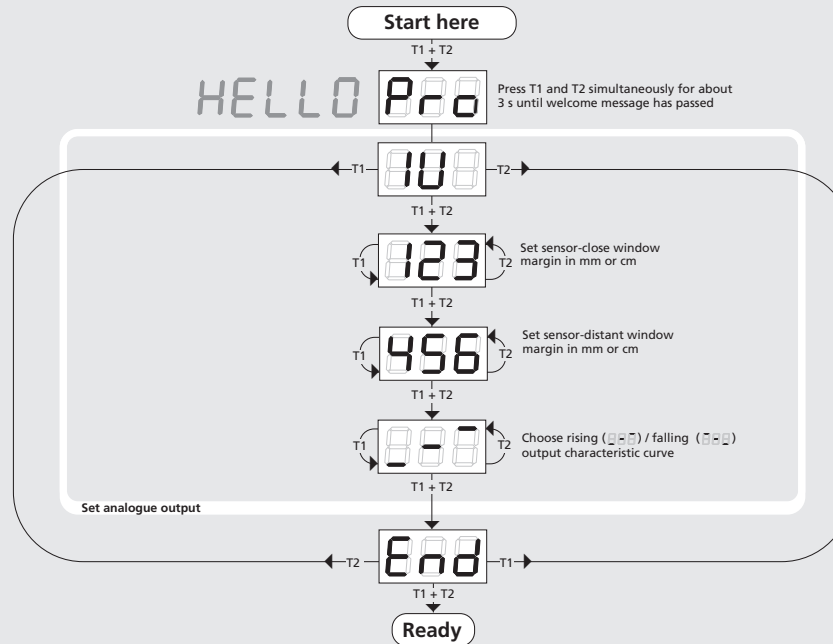 Start here
T1 + T2
HELLO Pro
Press T1 and T2 simultaneously for about
3 s until welcome message has passed
T1 IU T2
T1 + T2
T1 123 T2
Set sensor-close window
margin in mm or cm
T1 + T2
T1 456 T2
Set sensor-distant window
margin in mm or cm
T1 + T2
T1 _-¯ T2
Choose rising (_-¯) / falling (¯-_)
output characteristic curve
T1 + T2
Set analogue output
T2 End T1
T1 + T2
Ready